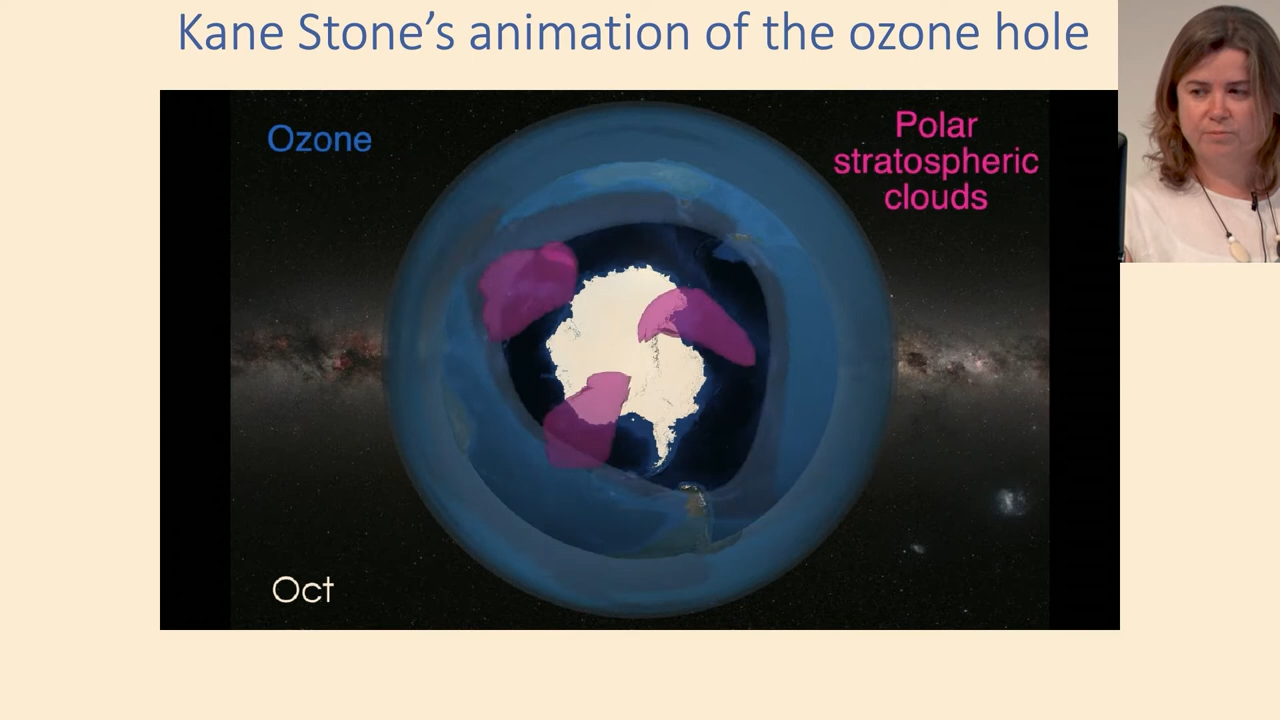 Kane Stone’s animation of the ozone hole
Ozone
Polar
stratospheric
clouds
Oct